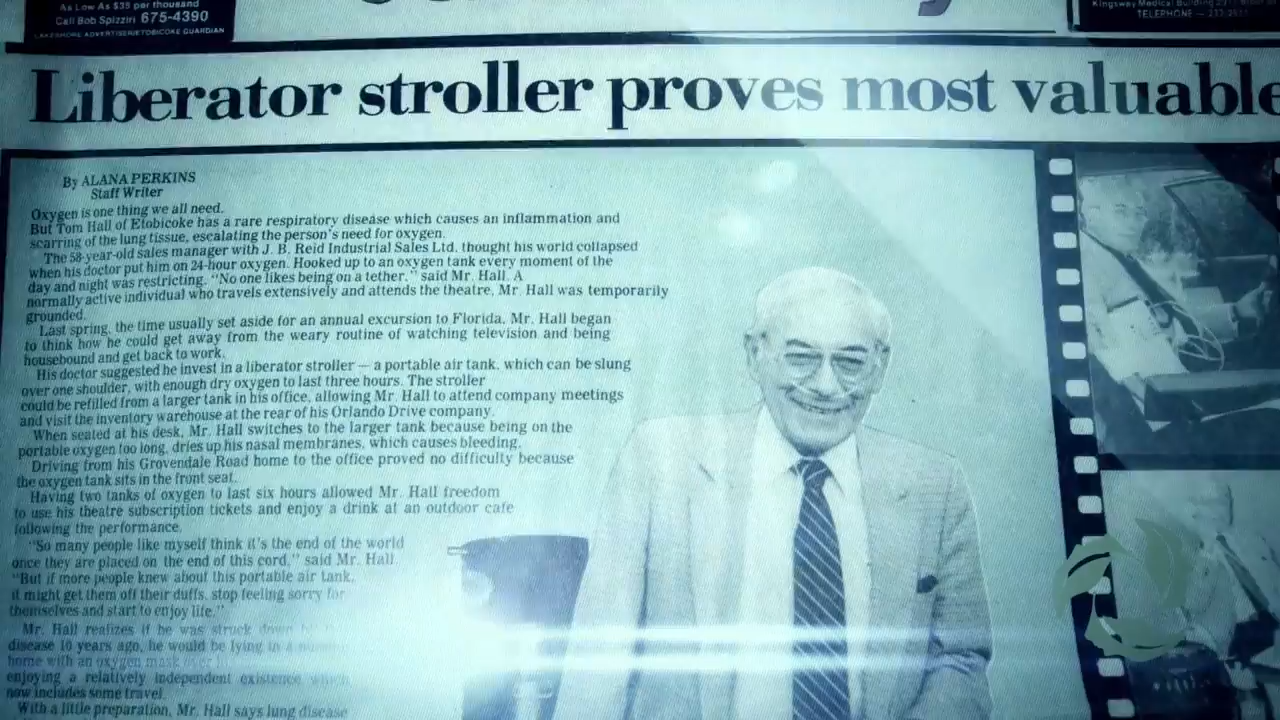 As Low As $35 per thousand
Call Bob Spizziri 675-4390
LAKESHORE ADVERTISER/ETOBICOKE GUARDIAN
Kingsway Medical Building
TELEPHONE —
Liberator stroller proves most valuable
By ALANA PERKINS
Staff Writer
Oxygen is one thing we all need.
But Tom Hall of Etobicoke has a rare respiratory disease which causes an inflammation and
scarring of the lung tissue, escalating the person's need for oxygen.
The 58-year-old sales manager with J. B. Reid Industrial Sales Ltd. thought his world collapsed
when his doctor put him on 24-hour oxygen. Hooked up to an oxygen tank every moment of the
day and night was restricting. "No one likes being on a tether," said Mr. Hall. A
normally active individual who travels extensively and attends the theatre, Mr. Hall was temporarily
grounded.
Last spring, the time usually set aside for an annual excursion to Florida, Mr. Hall began
to think how he could get away from the weary routine of watching television and being
housebound and get back to work.
His doctor suggested he invest in a liberator stroller — a portable air tank, which can be slung
over one shoulder, with enough dry oxygen to last three hours. The stroller
could be refilled from a larger tank in his office, allowing Mr. Hall to attend company meetings
and visit the inventory warehouse at the rear of his Orlando Drive company.
When seated at his desk, Mr. Hall switches to the larger tank because being on the
portable oxygen too long, dries up his nasal membranes, which causes bleeding.
Driving from his Grovendale Road home to the office proved no difficulty because
the oxygen tank sits in the front seat.
Having two tanks of oxygen to last six hours allowed Mr. Hall freedom
to use his theatre subscription tickets and enjoy a drink at an outdoor cafe
following the performance.
"So many people like myself think it's the end of the world
once they are placed on the end of this cord," said Mr. Hall.
"But if more people knew about this portable air tank,
it might get them off their duffs, stop feeling sorry for
themselves and start to enjoy life."
Mr. Hall realizes if he was struck down
disease 10 years ago, he would be lying in a
home with an oxygen mask over
enjoying a relatively independent existence which
now includes some travel.
With a little preparation, Mr. Hall says lung disease